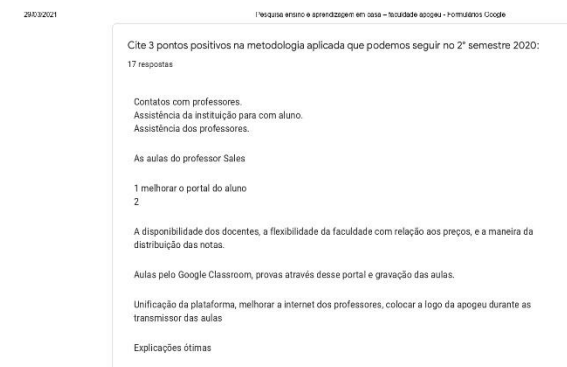 29/03/2021
Pesquisa ensino e aprendizagem em casa – faculdade apogeu - Formulários Google
Cite 3 pontos positivos na metodologia aplicada que podemos seguir no 2° semestre 2020:
17 respostas
Contatos com professores.
Assistência da instituição para com aluno.
Assistência dos professores.
As aulas do professor Sales
1 melhorar o portal do aluno
2
A disponibilidade dos docentes, a flexibilidade da faculdade com relação aos preços, e a maneira da
distribuição das notas.
Aulas pelo Google Classroom, provas através desse portal e gravação das aulas.
Unificação da plataforma, melhorar a internet dos professores, colocar a logo da apogeu durante as
transmissor das aulas
Explicações ótimas